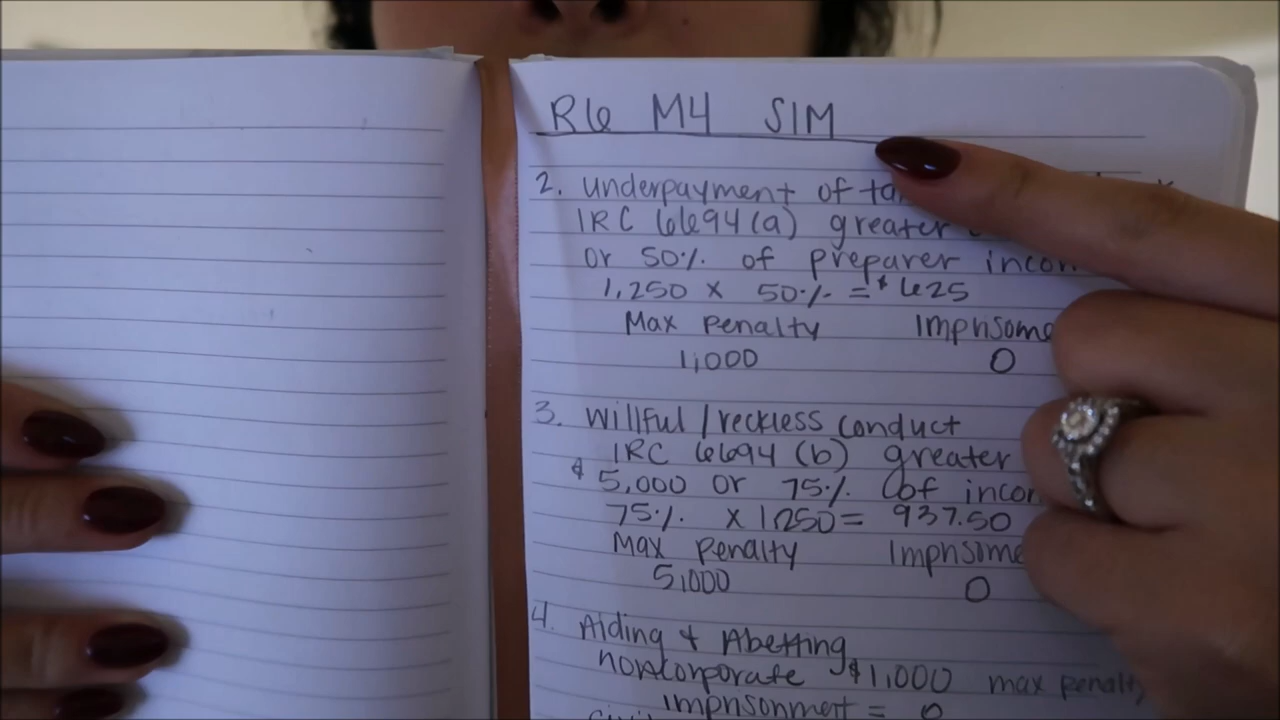 R6 M4 SIM
2. Underpayment of
IRC 6694(a) greater
or 50% of preparer
1,250 x 50% = $625
Max Penalty
1,000 0
3. Willful / reckless conduct
IRC 6694 (b) greater
$5,000 or 75% of
75% x 1250 = 937.50
Max Penalty
5,000 0
4. Aiding + Abetting
noncorporate $1,000 max penalty
imprisonment = 0